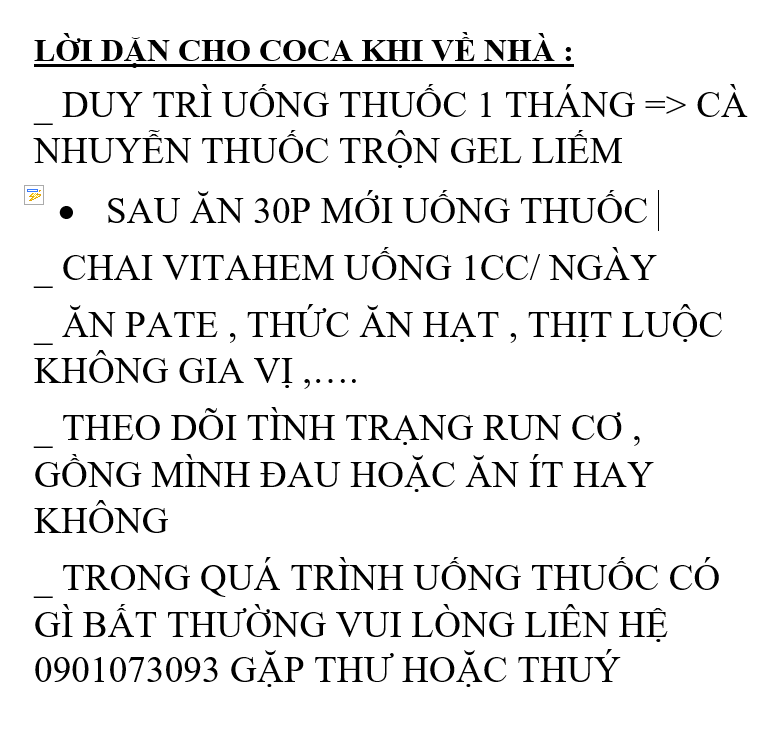 LỜI DẶN CHO COCA KHI VỀ NHÀ :
_ DUY TRÌ UỐNG THUỐC 1 THÁNG => CÀ
NHUYỄN THUỐC TRỘN GEL LIẾM
• SAU ĂN 30P MỚI UỐNG THUỐC
_ CHAI VITAHEM UỐNG 1CC/ NGÀY
_ ĂN PATE , THỨC ĂN HẠT , THỊT LUỘC
KHÔNG GIA VỊ ,....
_ THEO DÕI TÌNH TRẠNG RUN CƠ ,
GỒNG MÌNH ĐAU HOẶC ĂN ÍT HAY
KHÔNG
_ TRONG QUÁ TRÌNH UỐNG THUỐC CÓ
GÌ BẤT THƯỜNG VUI LÒNG LIÊN HỆ
0901073093 GẶP THƯ HOẶC THUÝ